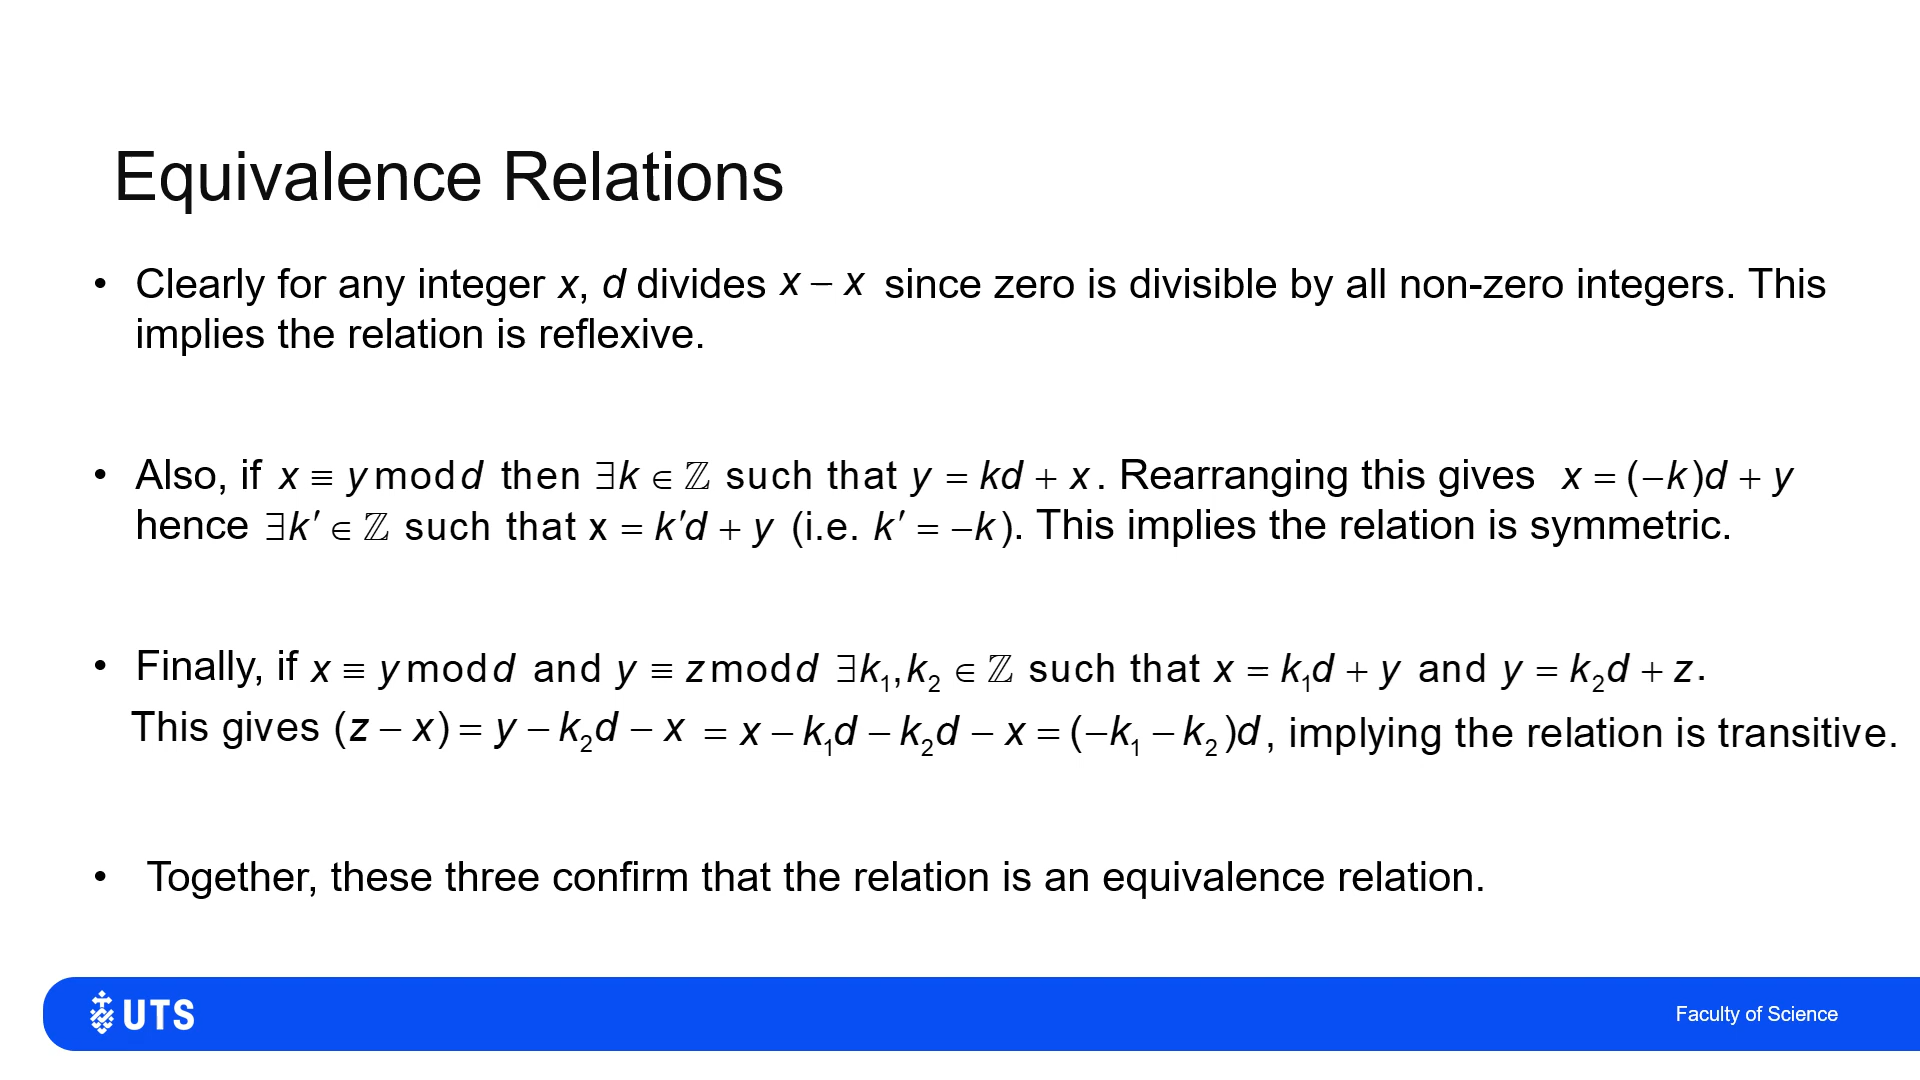 Equivalence Relations
• Clearly for any integer x, d divides x − x since zero is divisible by all non-zero integers. This
implies the relation is reflexive.
• Also, if x ≡ y mod d then ∃k ∈ ℤ such that y = kd + x. Rearranging this gives x = (−k)d + y
hence ∃k′ ∈ ℤ such that x = k′d + y (i.e. k′ = −k). This implies the relation is symmetric.
• Finally, if x ≡ y mod d and y ≡ z mod d ∃k₁,k₂ ∈ ℤ such that x = k₁d + y and y = k₂d + z.
This gives (z − x) = y − k₂d − x = x − k₁d − k₂d − x = (−k₁ − k₂)d, implying the relation is transitive.
• Together, these three confirm that the relation is an equivalence relation.
UTS
Faculty of Science